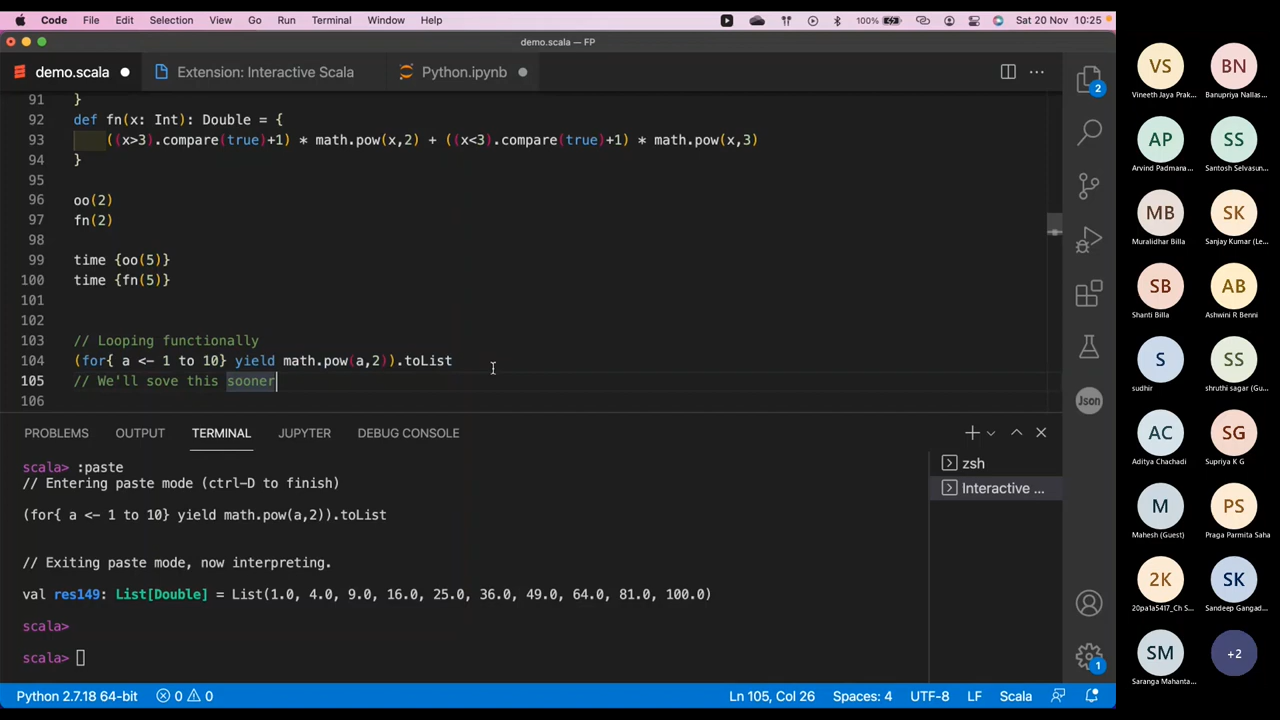 Code File Edit Selection View Go Run Terminal Window Help 100% Sat 20 Nov 10:25
demo.scala — FP
demo.scala Extension: Interactive Scala Python.ipynb
91 }
92 def fn(x: Int): Double = {
93 ((x>3).compare(true)+1) * math.pow(x,2) + ((x<3).compare(true)+1) * math.pow(x,3)
94 }
95
96 oo(2)
97 fn(2)
98
99 time {oo(5)}
100 time {fn(5)}
101
102
103 // Looping functionally
104 (for{ a <- 1 to 10} yield math.pow(a,2)).toList
105 // We'll sove this sooner
106
PROBLEMS OUTPUT TERMINAL JUPYTER DEBUG CONSOLE
scala> :paste
// Entering paste mode (ctrl-D to finish)
(for{ a <- 1 to 10} yield math.pow(a,2)).toList
// Exiting paste mode, now interpreting.
val res149: List[Double] = List(1.0, 4.0, 9.0, 16.0, 25.0, 36.0, 49.0, 64.0, 81.0, 100.0)
scala>
scala>
zsh
Interactive ...
Python 2.7.18 64-bit 0 0 Ln 105, Col 26 Spaces: 4 UTF-8 LF Scala
2
Json
1
VS BN
Vineeth Jaya Prak... Banupriya Nallas...
AP SS
Arvind Padmana... Santosh Selvasun...
MB SK
Muralidhar Billa Sanjay Kumar (Le...
SB AB
Shanti Billa Ashwini R Benni
S SS
sudhir shruthi sagar (Gu...
AC SG
Aditya Chachadi Supriya K G
M PS
Mahesh (Guest) Praga Parmita Saha
2K SK
20pa1a5417_Ch S... Sandeep Gangad...
SM +2
Saranga Mahanta...